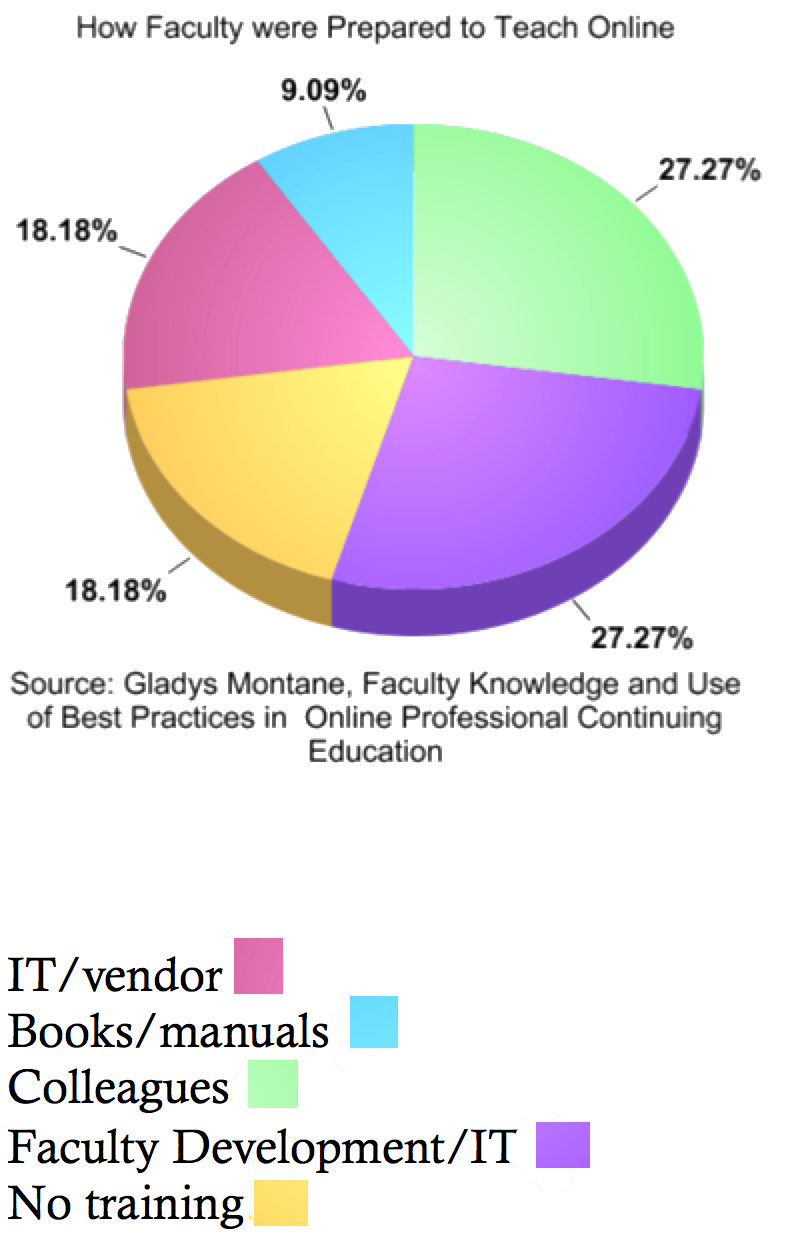 How Faculty were Prepared to Teach Online
9.09%
27.27%
18.18%
18.18%
27.27%
Source: Gladys Montane, Faculty Knowledge and Use
of Best Practices in Online Professional Continuing
Education
IT/vendor
Books/manuals
Colleagues
Faculty Development/IT
No training